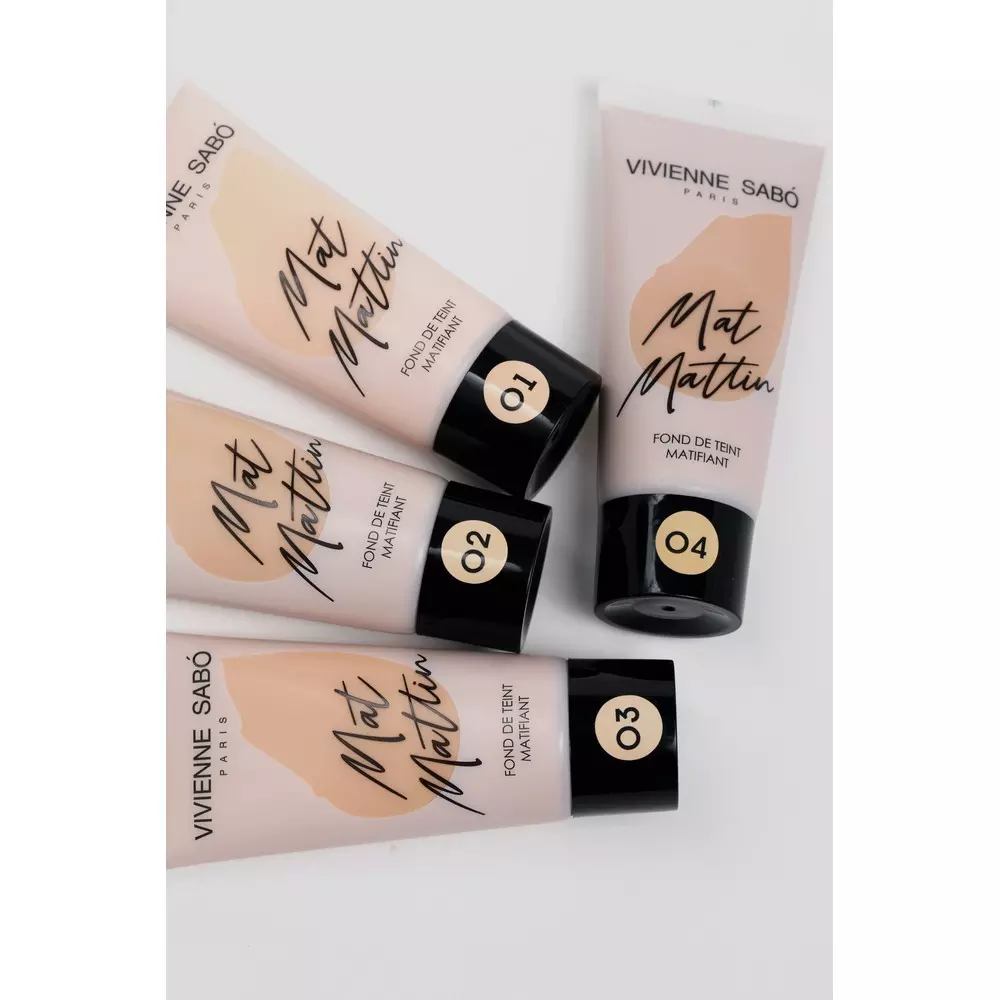 NNE SABÓ
PARIS
Mat
Mattin
FOND DE TEINT
MATIFIANT
01
VIVIENNE SABÓ
PARIS
Mat
Mattin
FOND DE TEINT
MATIFIANT
04
Mat
Mattin
FOND DE TEINT
MATIFIANT
02
VIVIENNE SABÓ
PARIS
Mat
Mattin
FOND DE TEINT
MATIFIANT
03